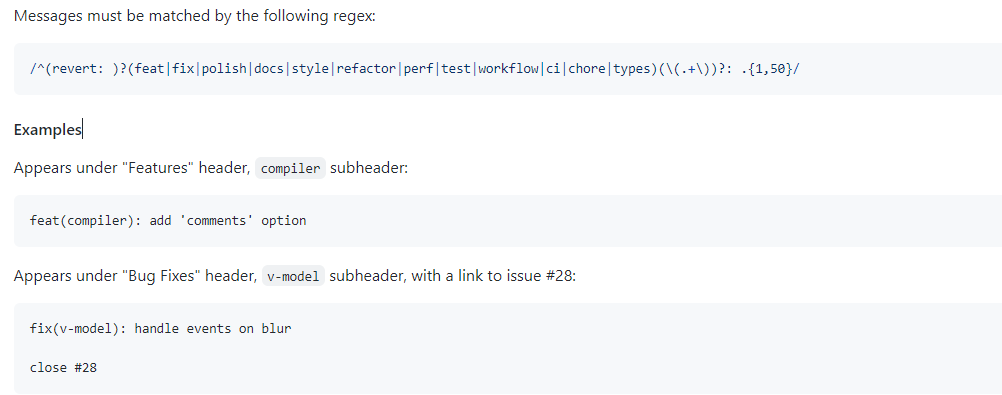 Messages must be matched by the following regex:
/^(revert: )?(feat|fix|polish|docs|style|refactor|perf|test|workflow|ci|chore|types)(\(.+\))?: .{1,50}/
Examples
Appears under "Features" header, compiler subheader:
feat(compiler): add 'comments' option
Appears under "Bug Fixes" header, v-model subheader, with a link to issue #28:
fix(v-model): handle events on blur
close #28